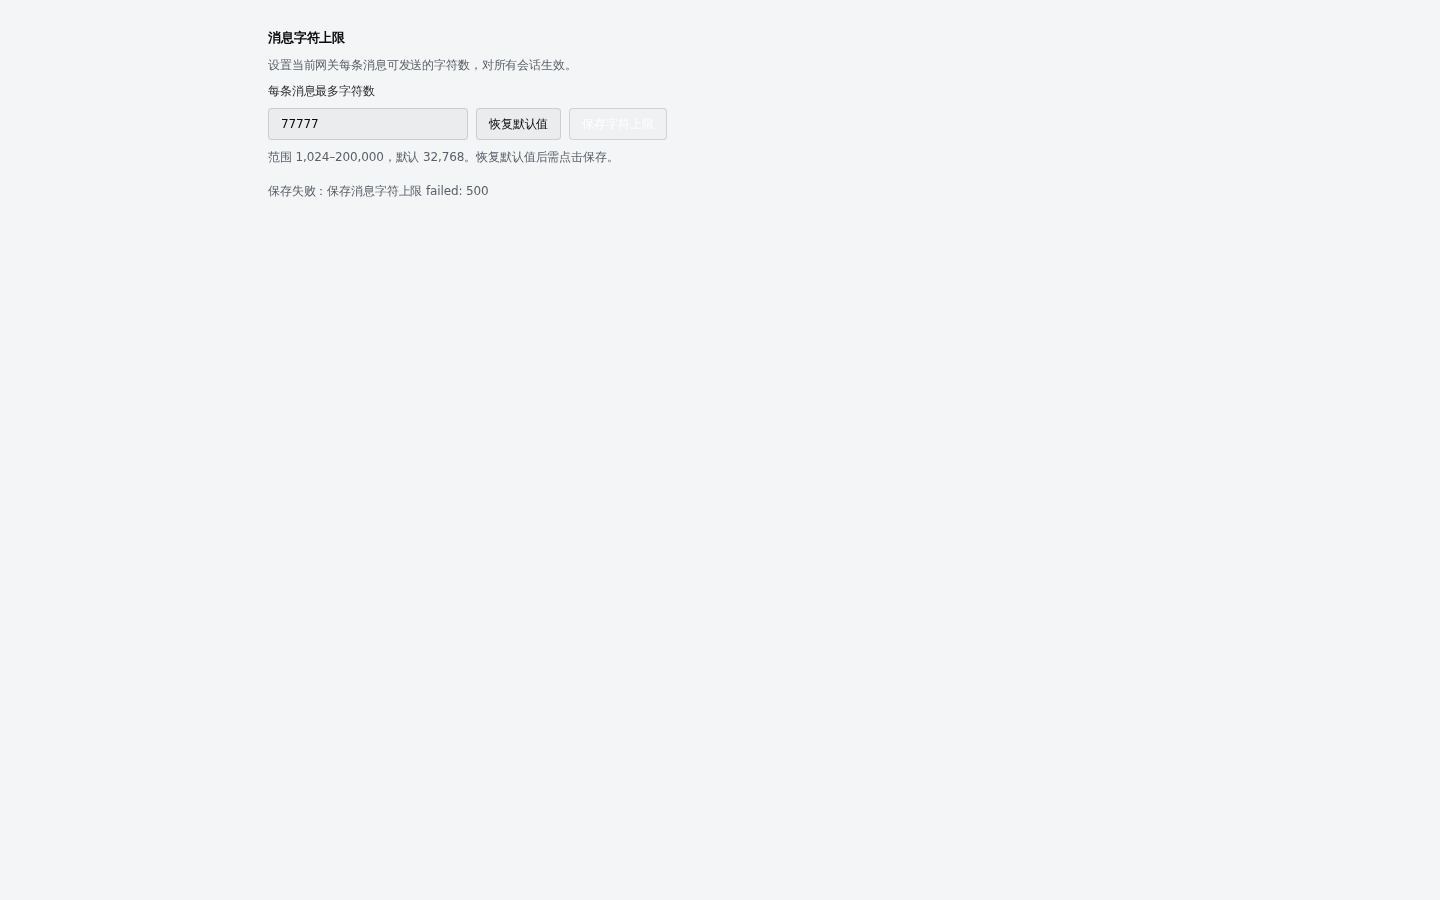 消息字符上限
设置当前网关每条消息可发送的字符数，对所有会话生效。
每条消息最多字符数
77777 恢复默认值 保存字符上限
范围 1,024–200,000，默认 32,768。恢复默认值后需点击保存。
保存失败：保存消息字符上限 failed: 500